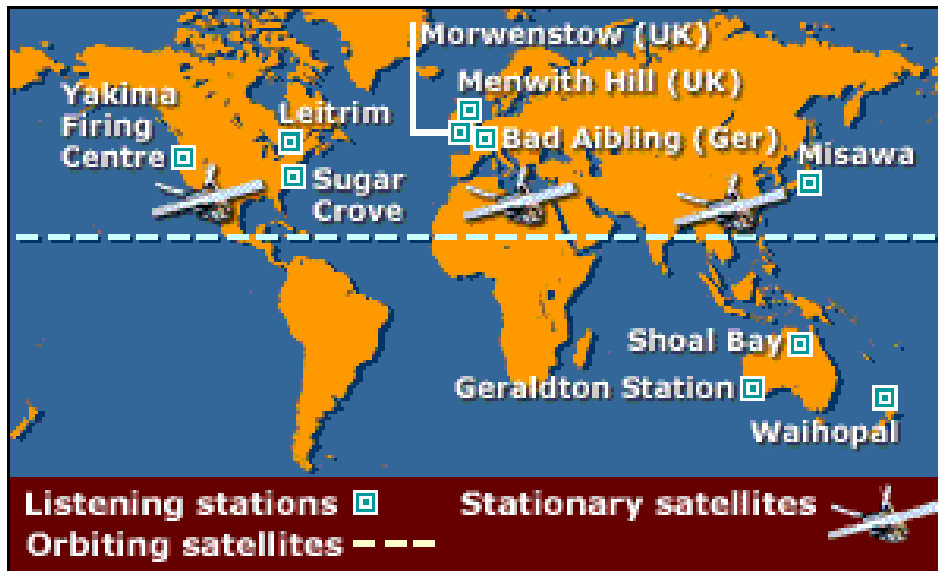 Morwenstow (UK)
Menwith Hill (UK)
Yakima
Firing
Centre
Leitrim
Bad Aibling (Ger)
Misawa
Sugar
Crove
Shoal Bay
Geraldton Station
Waihopal
Listening stations
Stationary satellites
Orbiting satellites